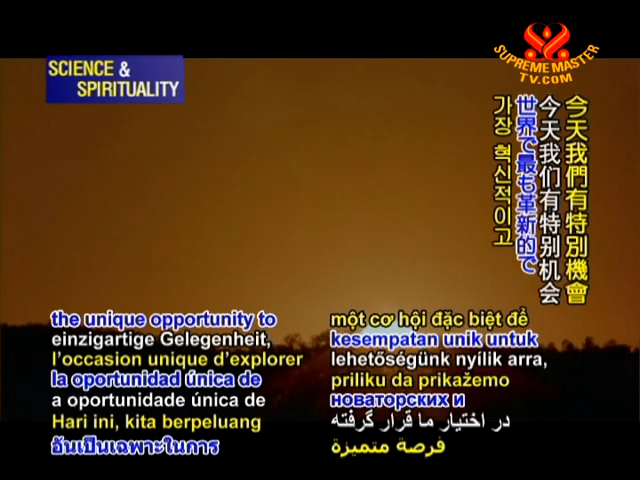 SUPREME MASTER
TV.COM
SCIENCE &
SPIRITUALITY
今天我們有特別機會
今天我们有特别机会
世界で最も革新的で
가장 혁신적이고
the unique opportunity to
einzigartige Gelegenheit,
l'occasion unique d'explorer
la oportunidad única de
a oportunidade única de
Hari ini, kita berpeluang
อันเป็นเฉพาะในการ
một cơ hội đặc biệt để
kesempatan unik untuk
lehetőségünk nyílik arra,
priliku da prikažemo
новаторских и
در اختیار ما قرار گرفته
فرصة متميزة